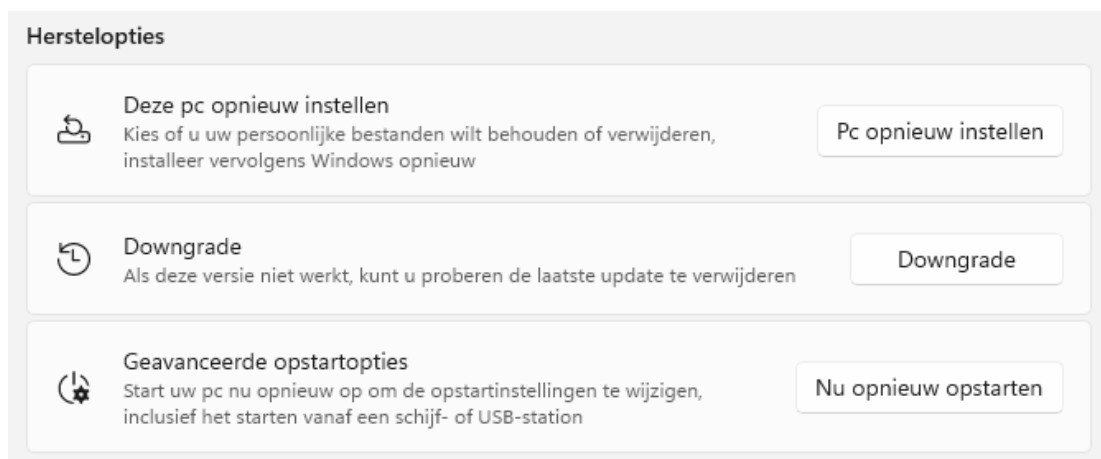 Herstelopties
Deze pc opnieuw instellen
Kies of u uw persoonlijke bestanden wilt behouden of verwijderen,
installeer vervolgens Windows opnieuw
Pc opnieuw instellen
Downgrade
Als deze versie niet werkt, kunt u proberen de laatste update te verwijderen
Downgrade
Geavanceerde opstartopties
Start uw pc nu opnieuw op om de opstartinstellingen te wijzigen,
inclusief het starten vanaf een schijf- of USB-station
Nu opnieuw opstarten